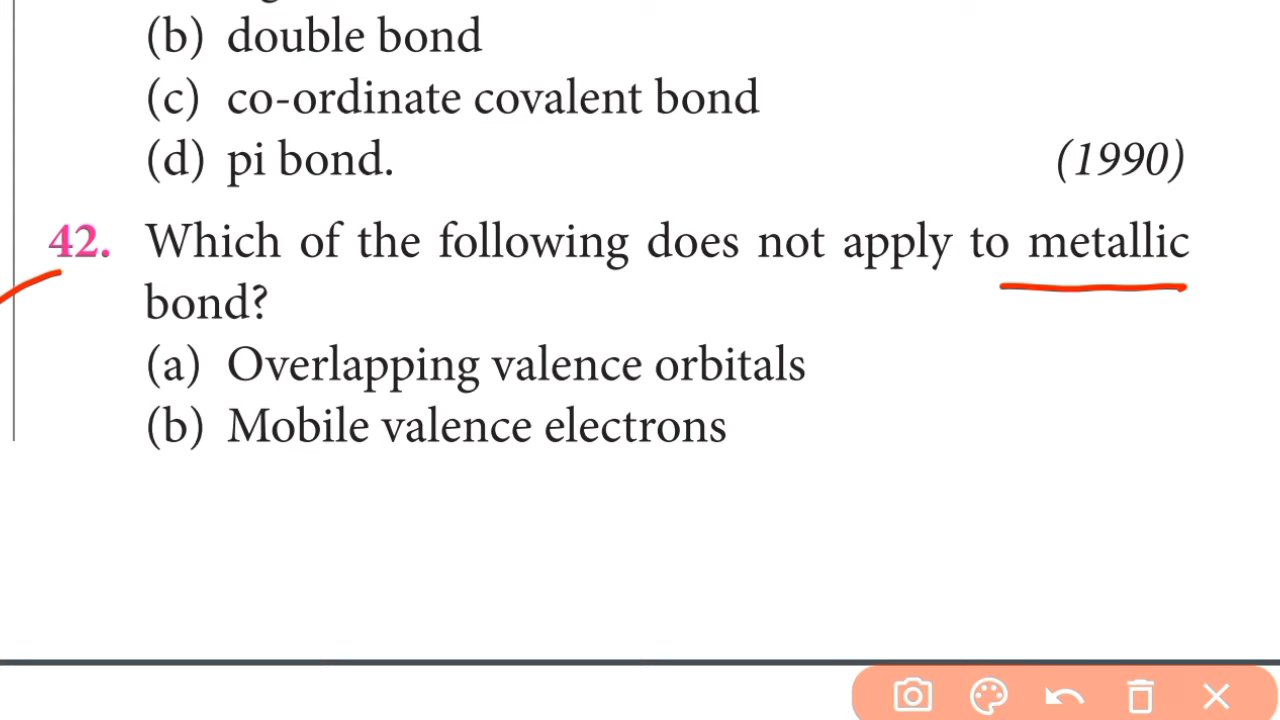 (b) double bond
(c) co-ordinate covalent bond
(d) pi bond. (1990)
42. Which of the following does not apply to metallic
bond?
(a) Overlapping valence orbitals
(b) Mobile valence electrons